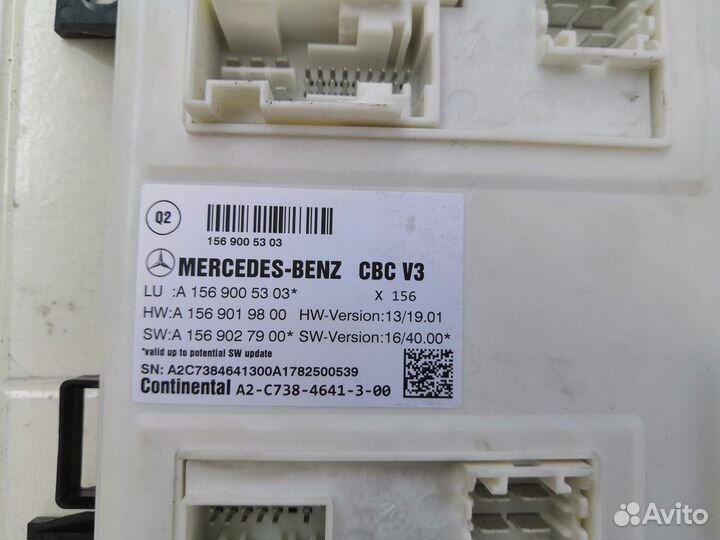 Q2
156 900 53 03
MERCEDES-BENZ CBC V3
LU :A 156 900 53 03* X 156
HW:A 156 901 98 00 HW-Version:13/19.01
SW:A 156 902 79 00* SW-Version:16/40.00*
*valid up to potential SW update
SN: A2C7384641300A1782500539
Continental A2-C738-4641-3-00
Avito